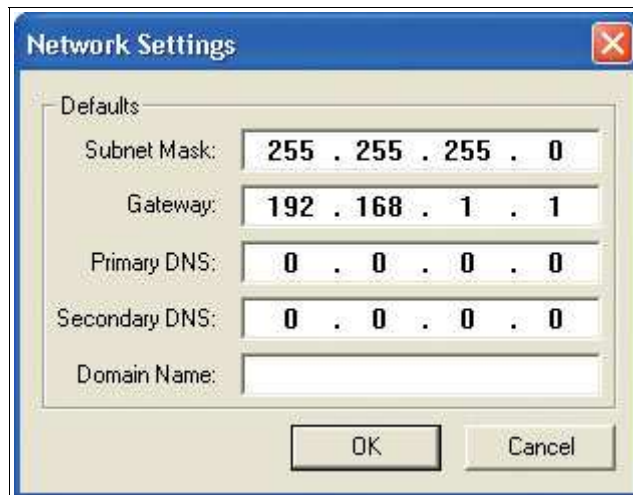 Network Settings
Defaults
Subnet Mask: 255 . 255 . 255 . 0
Gateway: 192 . 168 . 1 . 1
Primary DNS: 0 . 0 . 0 . 0
Secondary DNS: 0 . 0 . 0 . 0
Domain Name:
OK Cancel